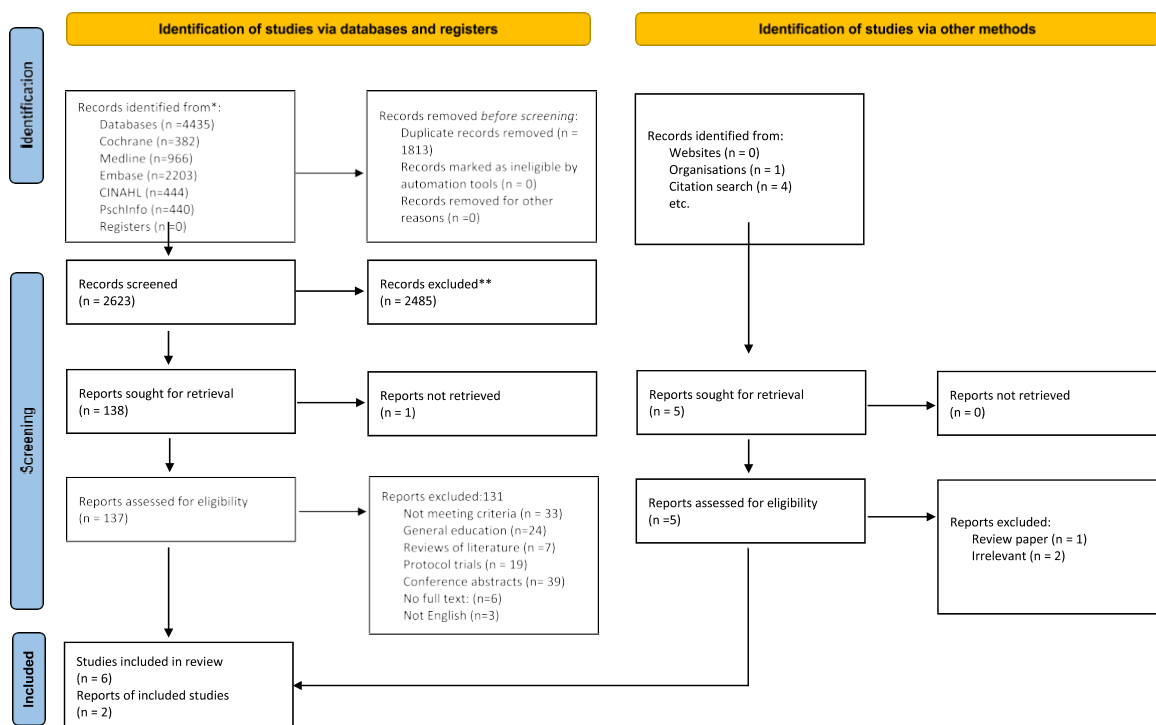 Identification of studies via databases and registers
Identification of studies via other methods
Identification
Records identified from*:
Databases (n =4435)
Cochrane (n=382)
Medline (n=966)
Embase (n=2203)
CINAHL (n=444)
PschInfo (n=440)
Registers (n =0)
Records removed before screening:
Duplicate records removed (n =
1813)
Records marked as ineligible by
automation tools (n = 0)
Records removed for other
reasons (n =0)
Records identified from:
Websites (n = 0)
Organisations (n = 1)
Citation search (n = 4)
etc.
Screening
Records screened
(n = 2623)
Records excluded**
(n = 2485)
Reports sought for retrieval
(n = 138)
Reports not retrieved
(n = 1)
Reports sought for retrieval
(n = 5)
Reports not retrieved
(n = 0)
Reports assessed for eligibility
(n = 137)
Reports excluded:131
Not meeting criteria (n = 33)
General education (n=24)
Reviews of literature (n =7)
Protocol trials (n = 19)
Conference abstracts (n = 39)
No full text: (n=6)
Not English (n=3)
Reports assessed for eligibility
(n =5)
Reports excluded:
Review paper (n = 1)
Irrelevant (n = 2)
Included
Studies included in review
(n = 6)
Reports of included studies
(n = 2)